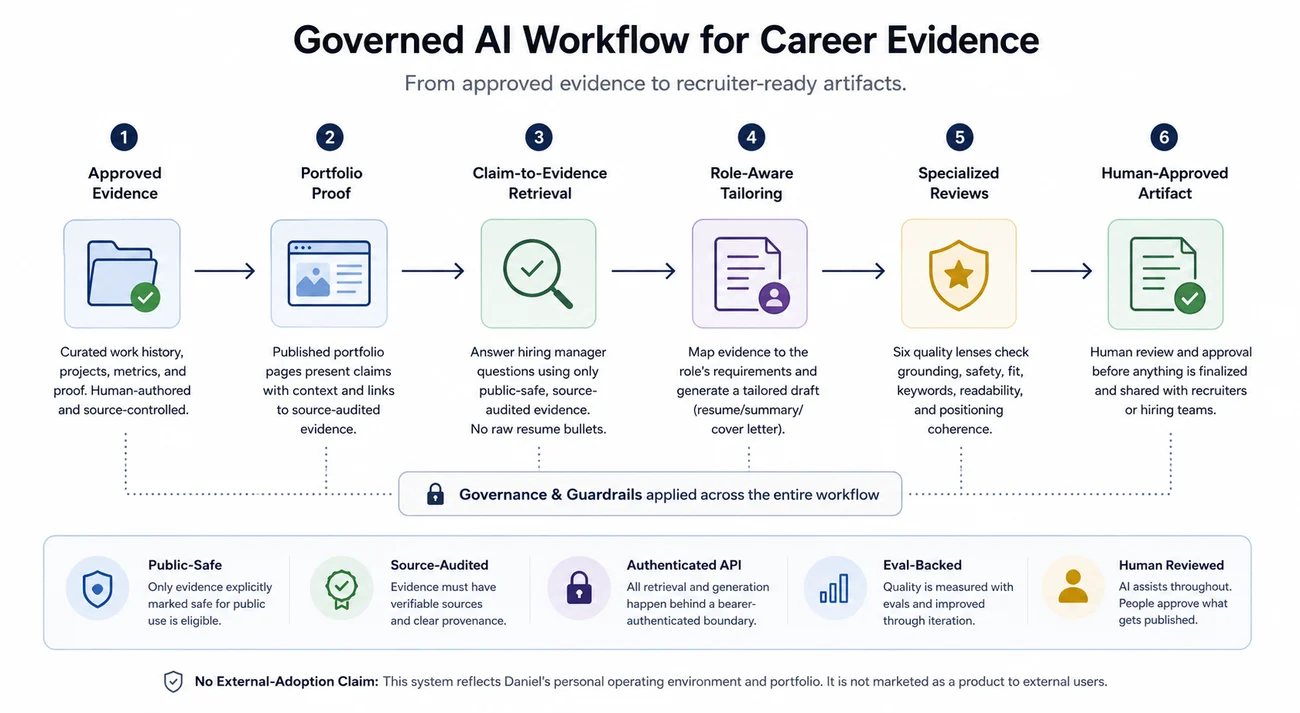 Governed AI Workflow for Career Evidence
From approved evidence to recruiter-ready artifacts.
1
Approved
Evidence
Curated work history,
projects, metrics, and
proof. Human-authored
and source-controlled.
2
Portfolio
Proof
Published portfolio
pages present claims
with context and links
to source-audited
evidence.
3
Claim-to-Evidence
Retrieval
Answer hiring manager
questions using only
public-safe, source-
audited evidence.
No raw resume bullets.
4
Role-Aware
Tailoring
Map evidence to the
role's requirements and
generate a tailored draft
(resume/summary/
cover letter).
5
Specialized
Reviews
Six quality lenses check
grounding, safety, fit,
keywords, readability,
and positioning
coherence.
6
Human-Approved
Artifact
Human review and approval
before anything is finalized
and shared with recruiters
or hiring teams.
Governance & Guardrails applied across the entire workflow
Public-Safe
Only evidence explicitly
marked safe for public
use is eligible.
Source-Audited
Evidence must have
verifiable sources
and clear provenance.
Authenticated API
All retrieval and generation
happen behind a bearer-
authenticated boundary.
Eval-Backed
Quality is measured with
evals and improved
through iteration.
Human Reviewed
AI assists throughout.
People approve what
gets published.
No External-Adoption Claim: This system reflects Daniel's personal operating environment and portfolio. It is not marketed as a product to external users.